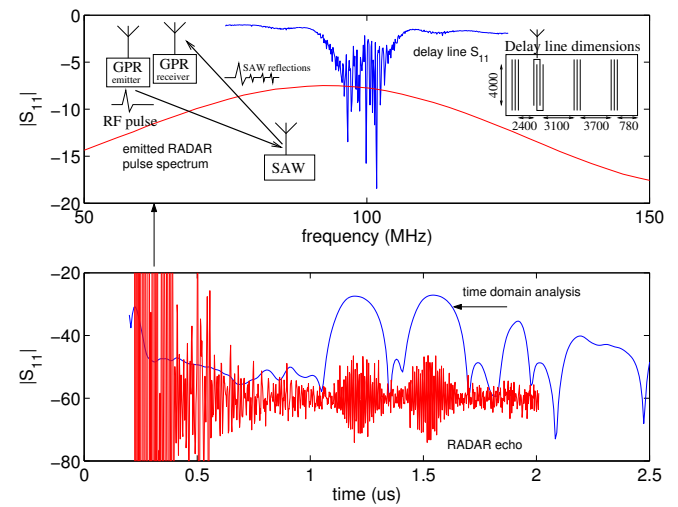 0
−5
−10
−15
−20
|S11|
50
100
150
frequency (MHz)
GPR
emitter
GPR
receiver
RF pulse
SAW reflections
SAW
emitted RADAR
pulse spectrum
delay line S11
Delay line dimensions
4000
2400
3100
3700
780
−20
−40
−60
−80
|S11|
0
0.5
1
1.5
2
2.5
time (us)
time domain analysis
RADAR echo